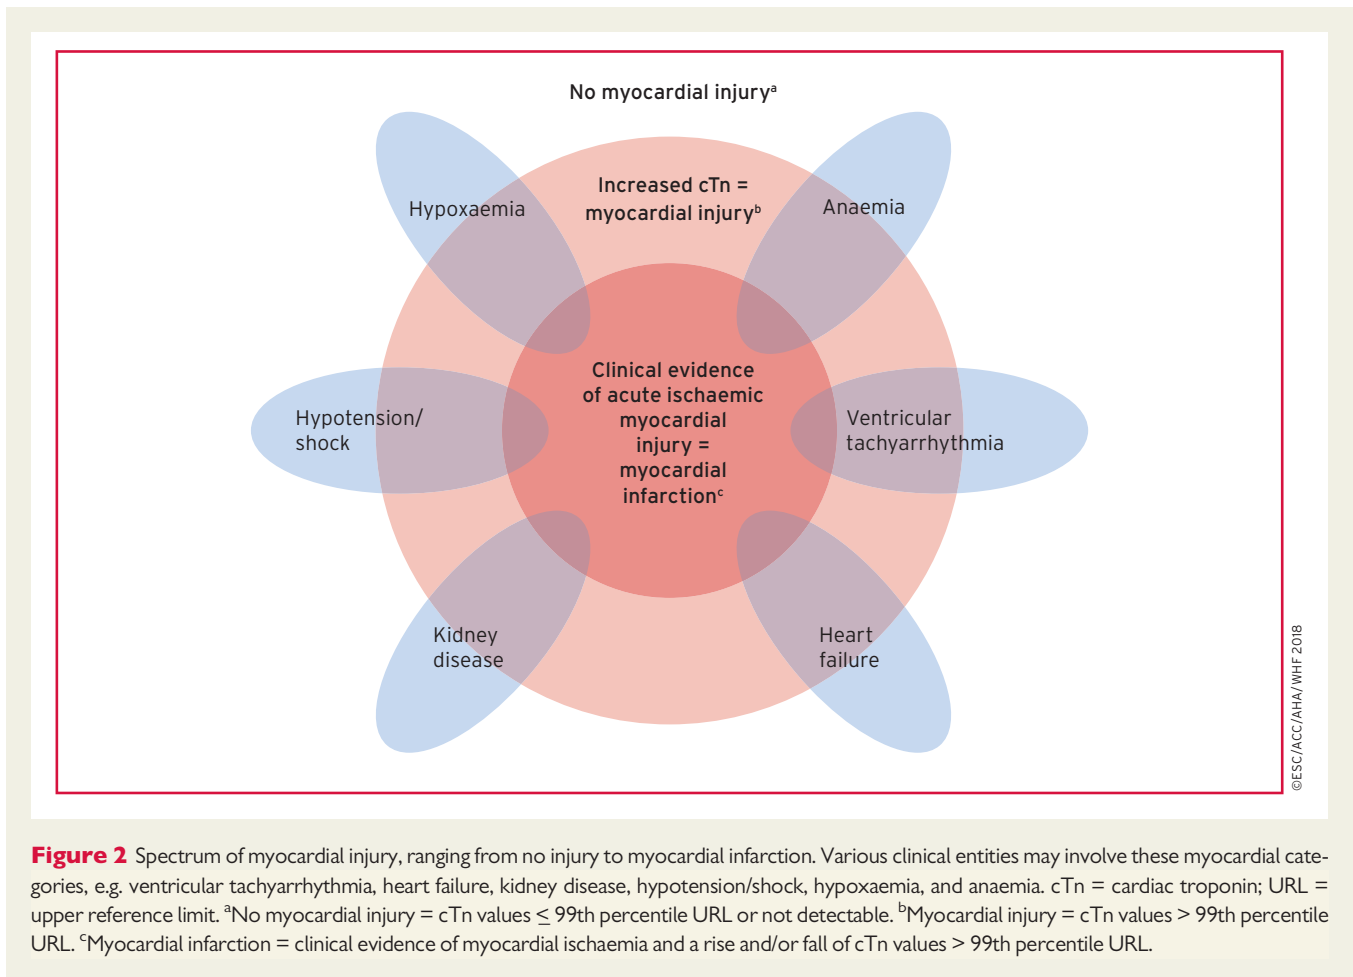 No myocardial injuryᵃ
Increased cTn =
myocardial injuryᵇ
Hypoxaemia
Anaemia
Clinical evidence
of acute ischaemic
myocardial
injury =
myocardial
infarctionᶜ
Hypotension/
shock
Ventricular
tachyarrhythmia
Kidney
disease
Heart
failure
©ESC/ACC/AHA/WHF 2018
Figure 2 Spectrum of myocardial injury, ranging from no injury to myocardial infarction. Various clinical entities may involve these myocardial cate-
gories, e.g. ventricular tachyarrhythmia, heart failure, kidney disease, hypotension/shock, hypoxaemia, and anaemia. cTn = cardiac troponin; URL =
upper reference limit. ᵃNo myocardial injury = cTn values ≤ 99th percentile URL or not detectable. ᵇMyocardial injury = cTn values > 99th percentile
URL. ᶜMyocardial infarction = clinical evidence of myocardial ischaemia and a rise and/or fall of cTn values > 99th percentile URL.